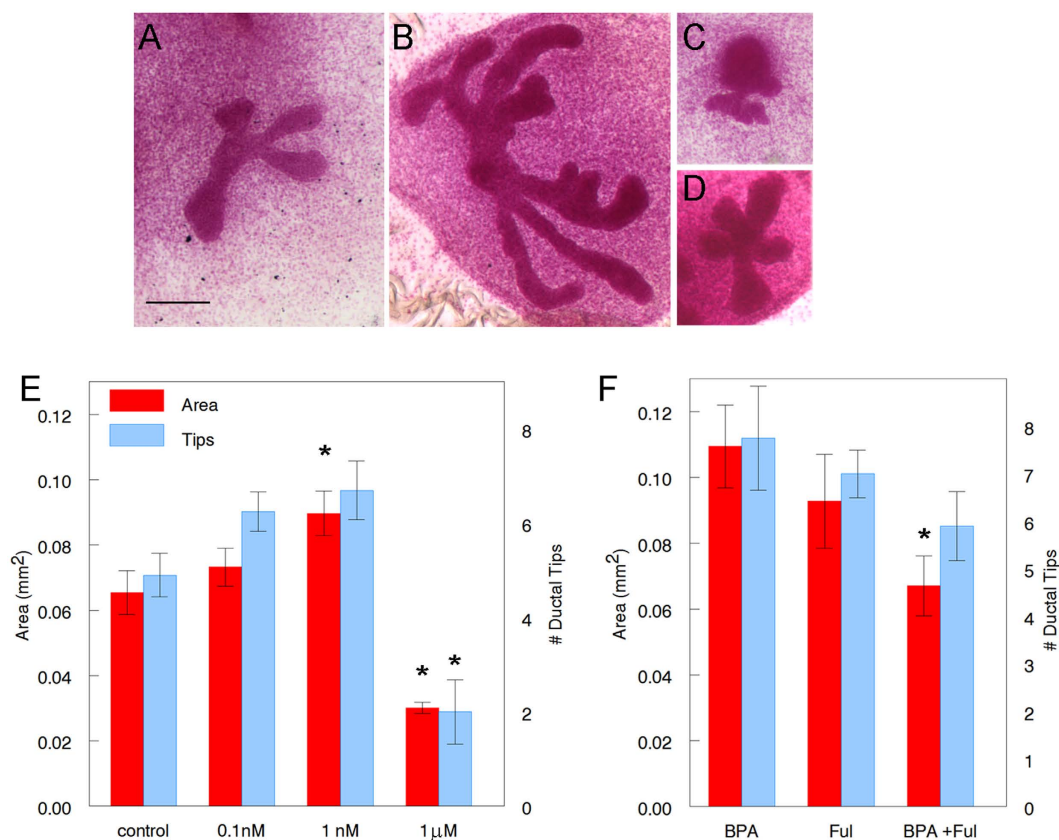 A
B
C
D
E
Area
Tips
Area (mm²)
0.12
0.10
0.08
0.06
0.04
0.02
0.00
8
6
4
2
0
# Ductal Tips
*
*
*
control
0.1nM
1 nM
1μM
F
Area (mm²)
0.12
0.10
0.08
0.06
0.04
0.02
0.00
8
7
6
5
4
3
2
1
0
# Ductal Tips
*
BPA
Ful
BPA +Ful